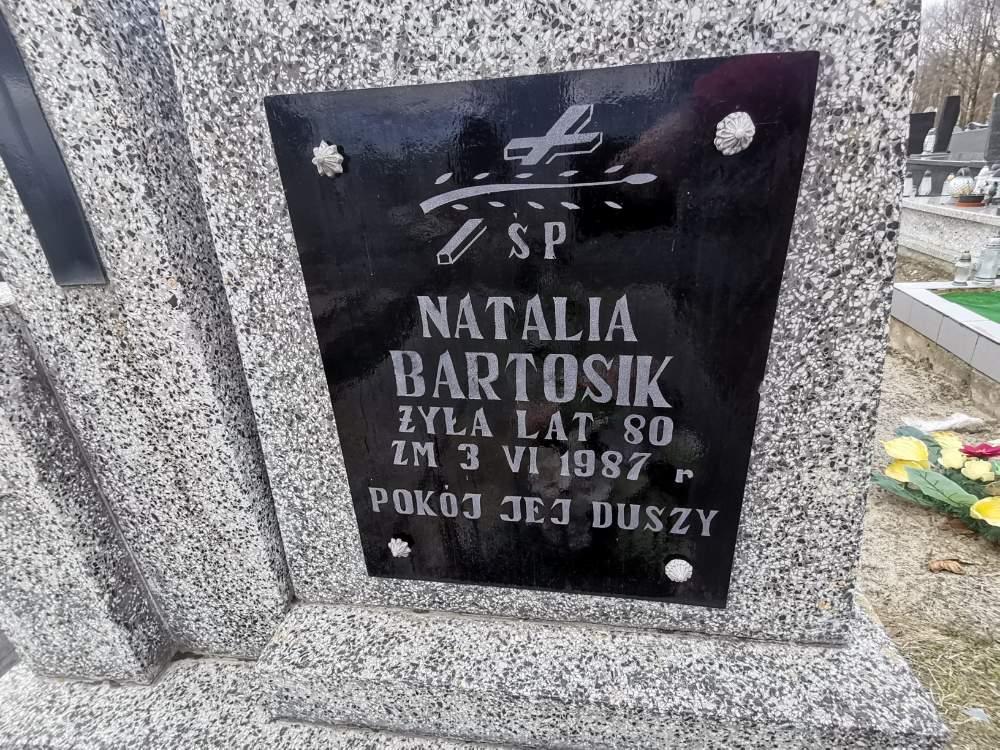 ŚP
NATALIA
BARTOSIK
ŻYŁA LAT 80
ZM 3 VI 1987 r
POKÓJ JEJ DUSZY